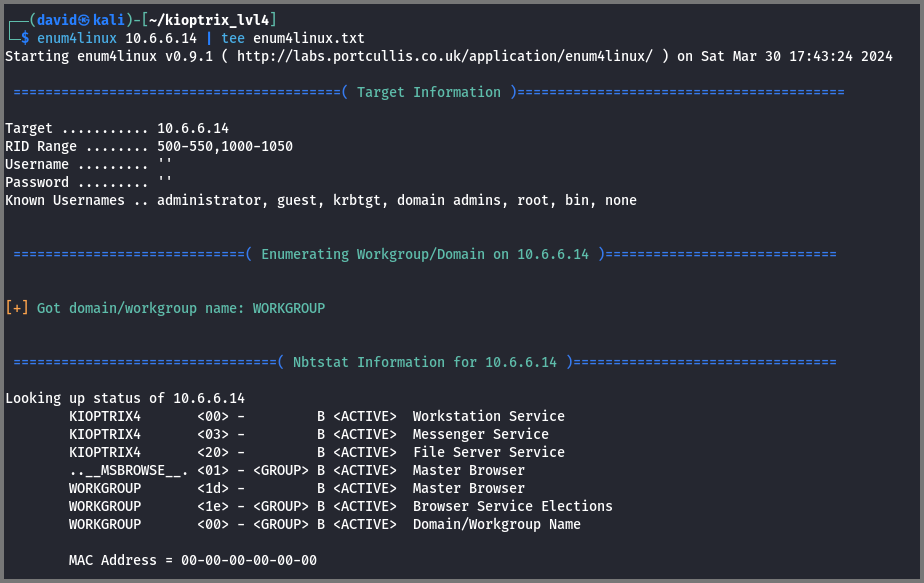 ┌──(david㉿kali)-[~/kioptrix_lvl4]
└─$ enum4linux 10.6.6.14 | tee enum4linux.txt
Starting enum4linux v0.9.1 ( http://labs.portcullis.co.uk/application/enum4linux/ ) on Sat Mar 30 17:43:24 2024
=========================================( Target Information )=========================================
Target ........... 10.6.6.14
RID Range ........ 500-550,1000-1050
Username ......... ''
Password ......... ''
Known Usernames .. administrator, guest, krbtgt, domain admins, root, bin, none
=============================( Enumerating Workgroup/Domain on 10.6.6.14 )=============================
[+] Got domain/workgroup name: WORKGROUP
=================================( Nbtstat Information for 10.6.6.14 )=================================
Looking up status of 10.6.6.14
        KIOPTRIX4       <00> -         B <ACTIVE>  Workstation Service
        KIOPTRIX4       <03> -         B <ACTIVE>  Messenger Service
        KIOPTRIX4       <20> -         B <ACTIVE>  File Server Service
        ..__MSBROWSE__. <01> - <GROUP> B <ACTIVE>  Master Browser
        WORKGROUP       <1d> -         B <ACTIVE>  Master Browser
        WORKGROUP       <1e> - <GROUP> B <ACTIVE>  Browser Service Elections
        WORKGROUP       <00> - <GROUP> B <ACTIVE>  Domain/Workgroup Name
        MAC Address = 00-00-00-00-00-00